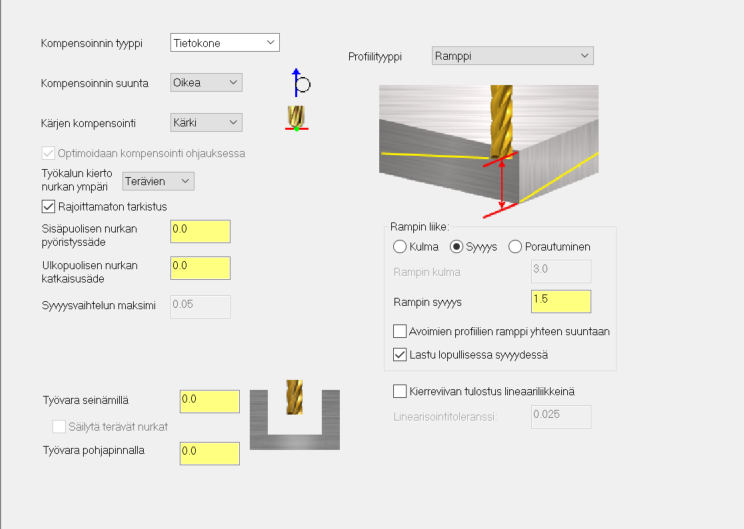 Kompensoinnin tyyppi
Tietokone
Kompensoinnin suunta
Oikea
Kärjen kompensointi
Kärki
Optimoidaan kompensointi ohjauksessa
Työkalun kierto
nurkan ympäri
Terävien
Rajoittamaton tarkistus
Sisäpuolisen nurkan
pyöristyssäde
0.0
Ulkopuolisen nurkan
katkaisusäde
0.0
Syvyysvaihtelun maksimi
0.05
Työvara seinämillä
0.0
Säilytä terävät nurkat
Työvara pohjapinnalla
0.0
Profiilityyppi
Ramppi
Rampin liike:
Kulma
Syvyys
Porautuminen
Rampin kulma
3.0
Rampin syvyys
1.5
Avoimien profiilien ramppi yhteen suuntaan
Lastu lopullisessa syvyydessä
Kierreviivan tulostus lineaariliikkeinä
Linearisointitoleranssi:
0.025